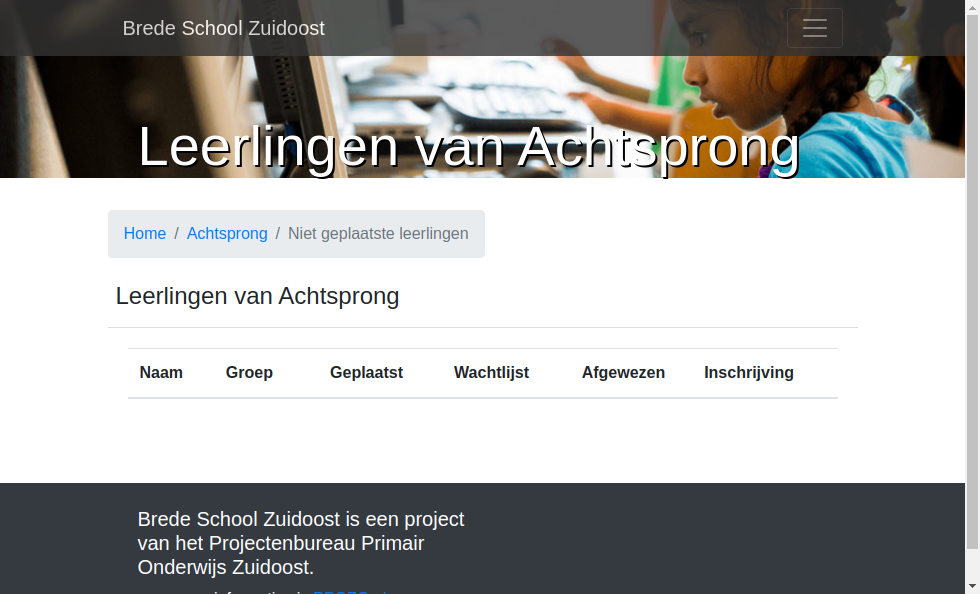 Brede School Zuidoost
Leerlingen van Achtsprong
Home / Achtsprong / Niet geplaatste leerlingen
Leerlingen van Achtsprong
Naam Groep Geplaatst Wachtlijst Afgewezen Inschrijving
Brede School Zuidoost is een project
van het Projectenbureau Primair
Onderwijs Zuidoost.